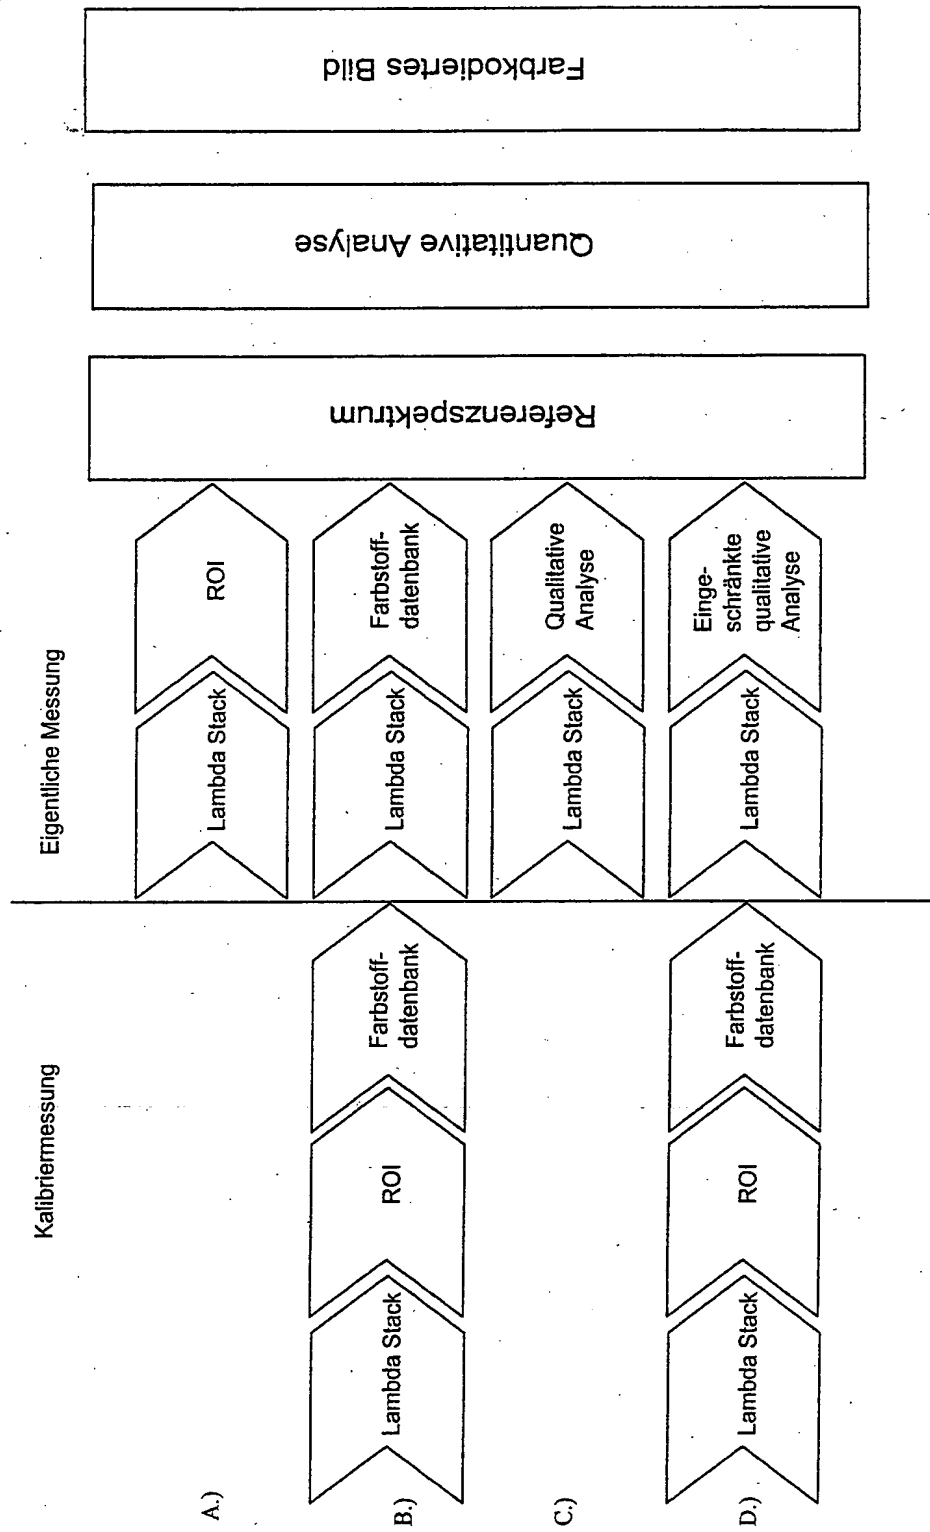 Kalibriermessung
Eigentliche Messung
A.)
Lambda Stack
ROI
B.)
Lambda Stack
ROI
Farbstoff-
datenbank
Lambda Stack
Farbstoff-
datenbank
C.)
Lambda Stack
Qualitative
Analyse
D.)
Lambda Stack
ROI
Farbstoff-
datenbank
Lambda Stack
Einge-
schränkte
qualitative
Analyse
Referenzspektrum
Quantitative Analyse
Farbkodiertes Bild